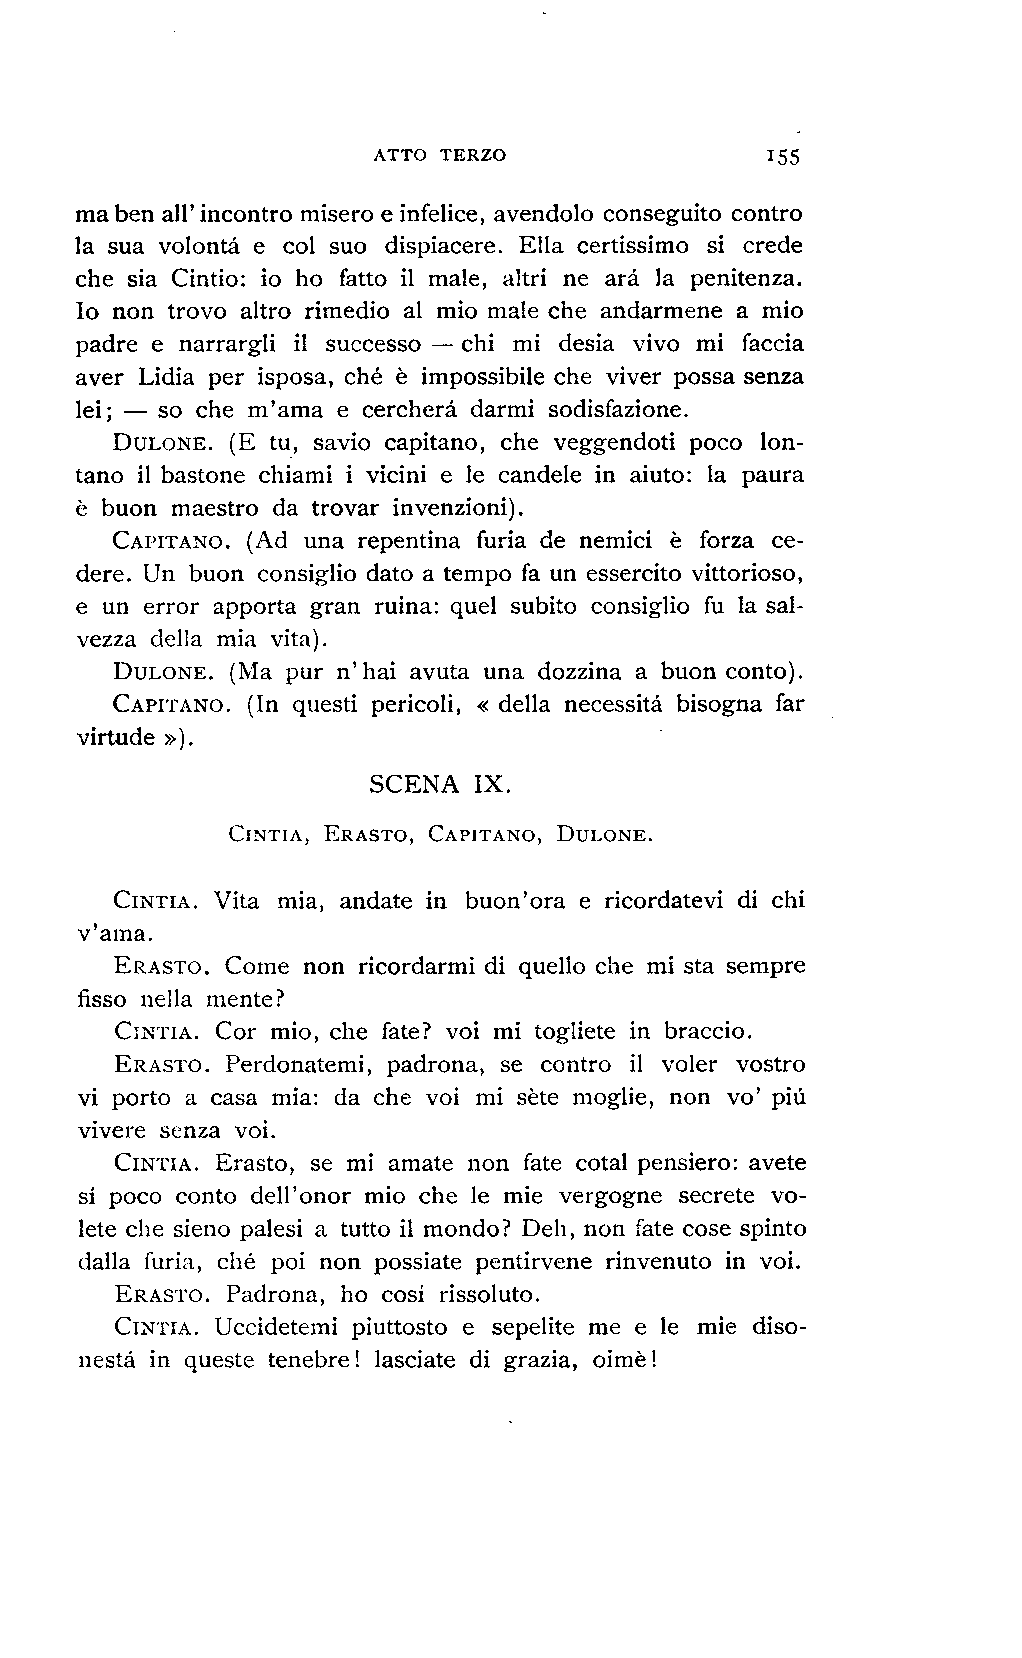 ATTO TERZO 155
ma ben all' incontro misero e infelice, avendolo conseguito contro
la sua volontá e col suo dispiacere. Ella certissimo si crede
che sia Cintio: io ho fatto il male, altri ne ará la penitenza.
Io non trovo altro rimedio al mio male che andarmene a mio
padre e narrargli il successo — chi mi desia vivo mi faccia
aver Lidia per isposa, ché è impossibile che viver possa senza
lei; — so che m'ama e cercherá darmi sodisfazione.
DULONE. (E tu, savio capitano, che veggendoti poco lon-
tano il bastone chiami i vicini e le candele in aiuto: la paura
è buon maestro da trovar invenzioni).
CAPITANO. (Ad una repentina furia de nemici è forza ce-
dere. Un buon consiglio dato a tempo fa un essercito vittorioso,
e un error apporta gran ruina: quel subito consiglio fu la sal-
vezza della mia vita).
DULONE. (Ma pur n' hai avuta una dozzina a buon conto).
CAPITANO. (In questi pericoli, « della necessitá bisogna far
virtude »).
SCENA IX.
CINTIA, ERASTO, CAPITANO, DULONE.
CINTIA. Vita mia, andate in buon'ora e ricordatevi di chi
v'ama.
ERASTO. Come non ricordarmi di quello che mi sta sempre
fisso nella mente?
CINTIA. Cor mio, che fate? voi mi togliete in braccio.
ERASTO. Perdonatemi, padrona, se contro il voler vostro
vi porto a casa mia: da che voi mi sète moglie, non vo' piú
vivere senza voi.
CINTIA. Erasto, se mi amate non fate cotal pensiero: avete
sí poco conto dell'onor mio che le mie vergogne secrete vo-
lete che sieno palesi a tutto il mondo? Deh, non fate cose spinto
dalla furia, ché poi non possiate pentirvene rinvenuto in voi.
ERASTO. Padrona, ho cosí rissoluto.
CINTIA. Uccidetemi piuttosto e sepelite me e le mie diso-
nestá in queste tenebre! lasciate di grazia, oimè!